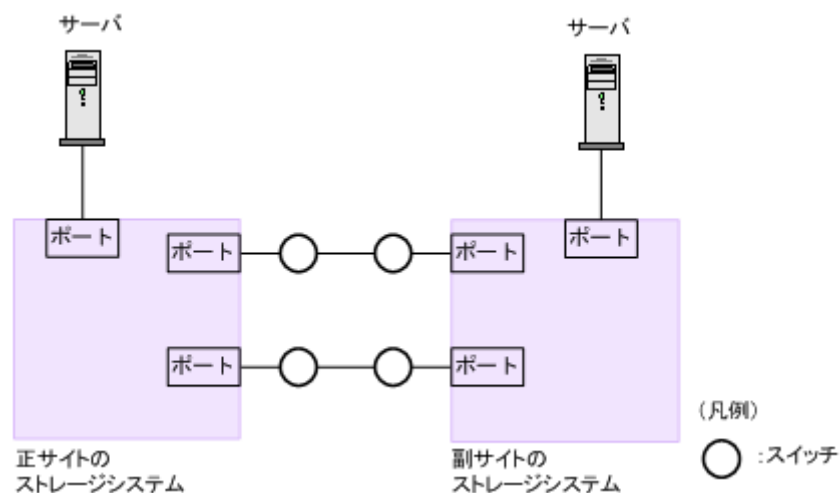 サーバ
サーバ
ポート
ポート
ポート
ポート
ポート
ポート
正サイトの
ストレージシステム
副サイトの
ストレージシステム
(凡例)
:スイッチ